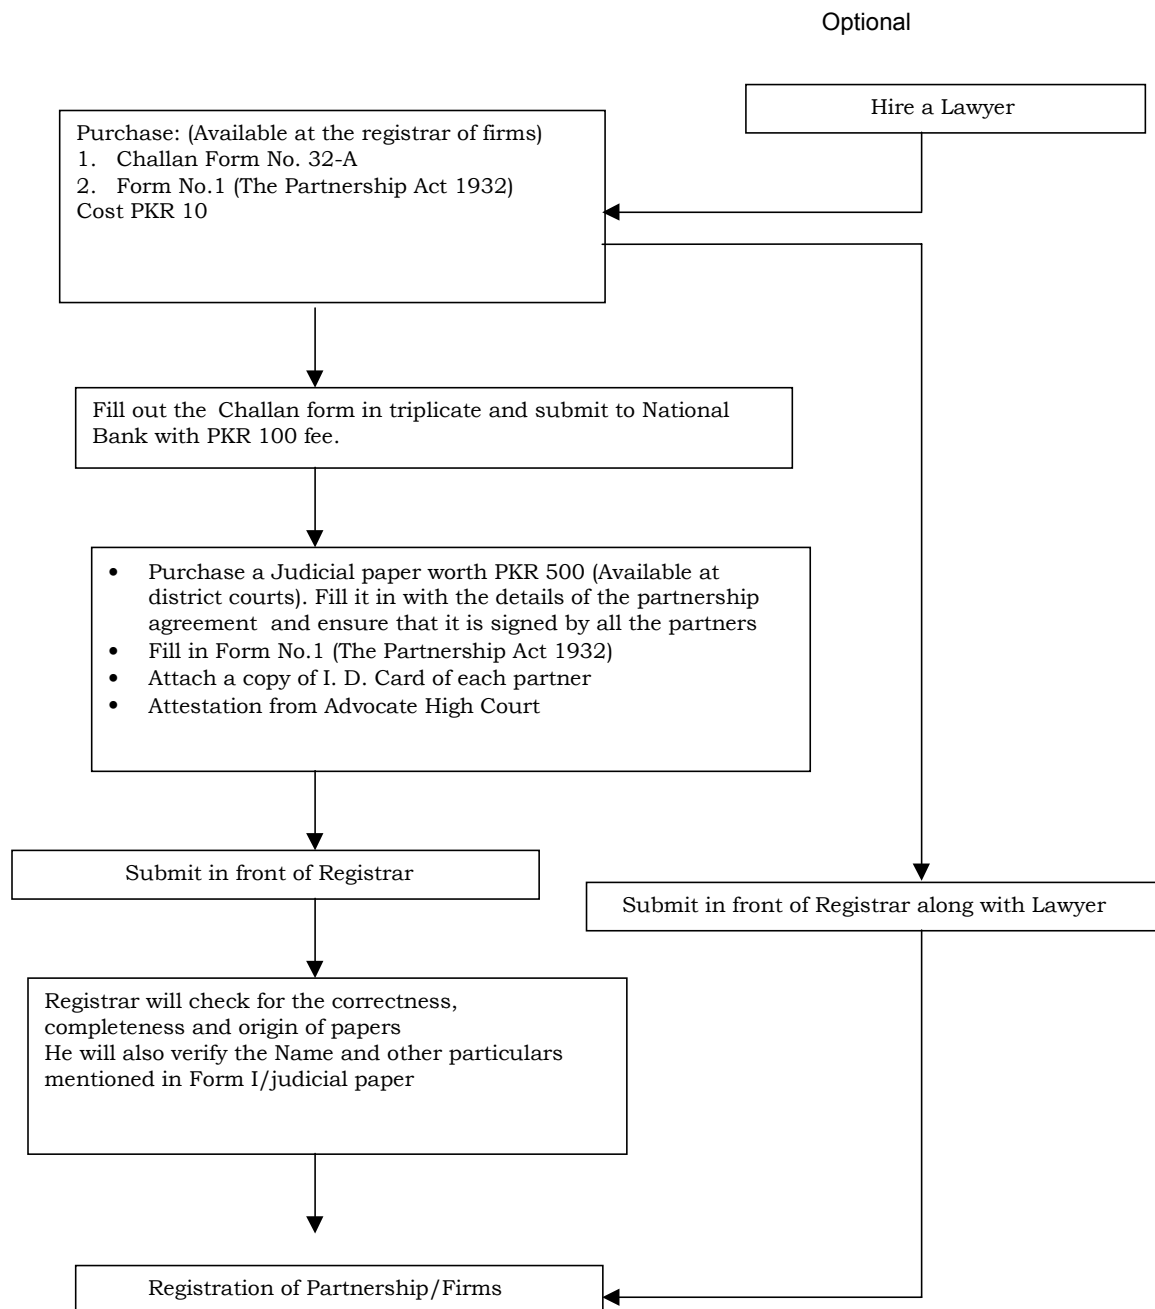 Optional
Hire a Lawyer
Purchase: (Available at the registrar of firms)
1. Challan Form No. 32-A
2. Form No.1 (The Partnership Act 1932)
Cost PKR 10
Fill out the Challan form in triplicate and submit to National
Bank with PKR 100 fee.
• Purchase a Judicial paper worth PKR 500 (Available at
district courts). Fill it in with the details of the partnership
agreement and ensure that it is signed by all the partners
• Fill in Form No.1 (The Partnership Act 1932)
• Attach a copy of I. D. Card of each partner
• Attestation from Advocate High Court
Submit in front of Registrar
Submit in front of Registrar along with Lawyer
Registrar will check for the correctness,
completeness and origin of papers
He will also verify the Name and other particulars
mentioned in Form I/judicial paper
Registration of Partnership/Firms